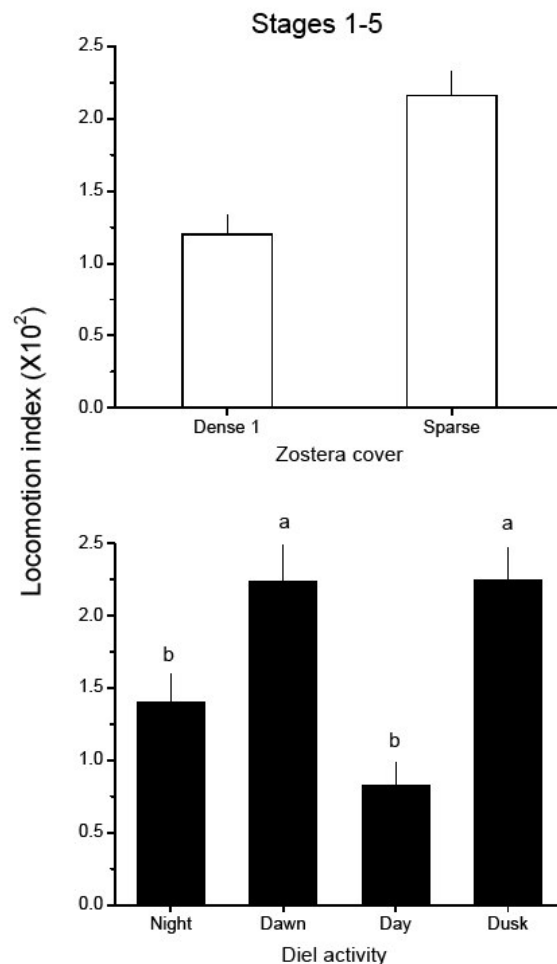 Stages 1-5
2.5
2.0
1.5
1.0
0.5
0.0
Dense 1 Sparse
Zostera cover
Locomotion index (X10²)
a a
2.5
2.0
b
1.5
b
1.0
0.5
0.0
Night Dawn Day Dusk
Diel activity